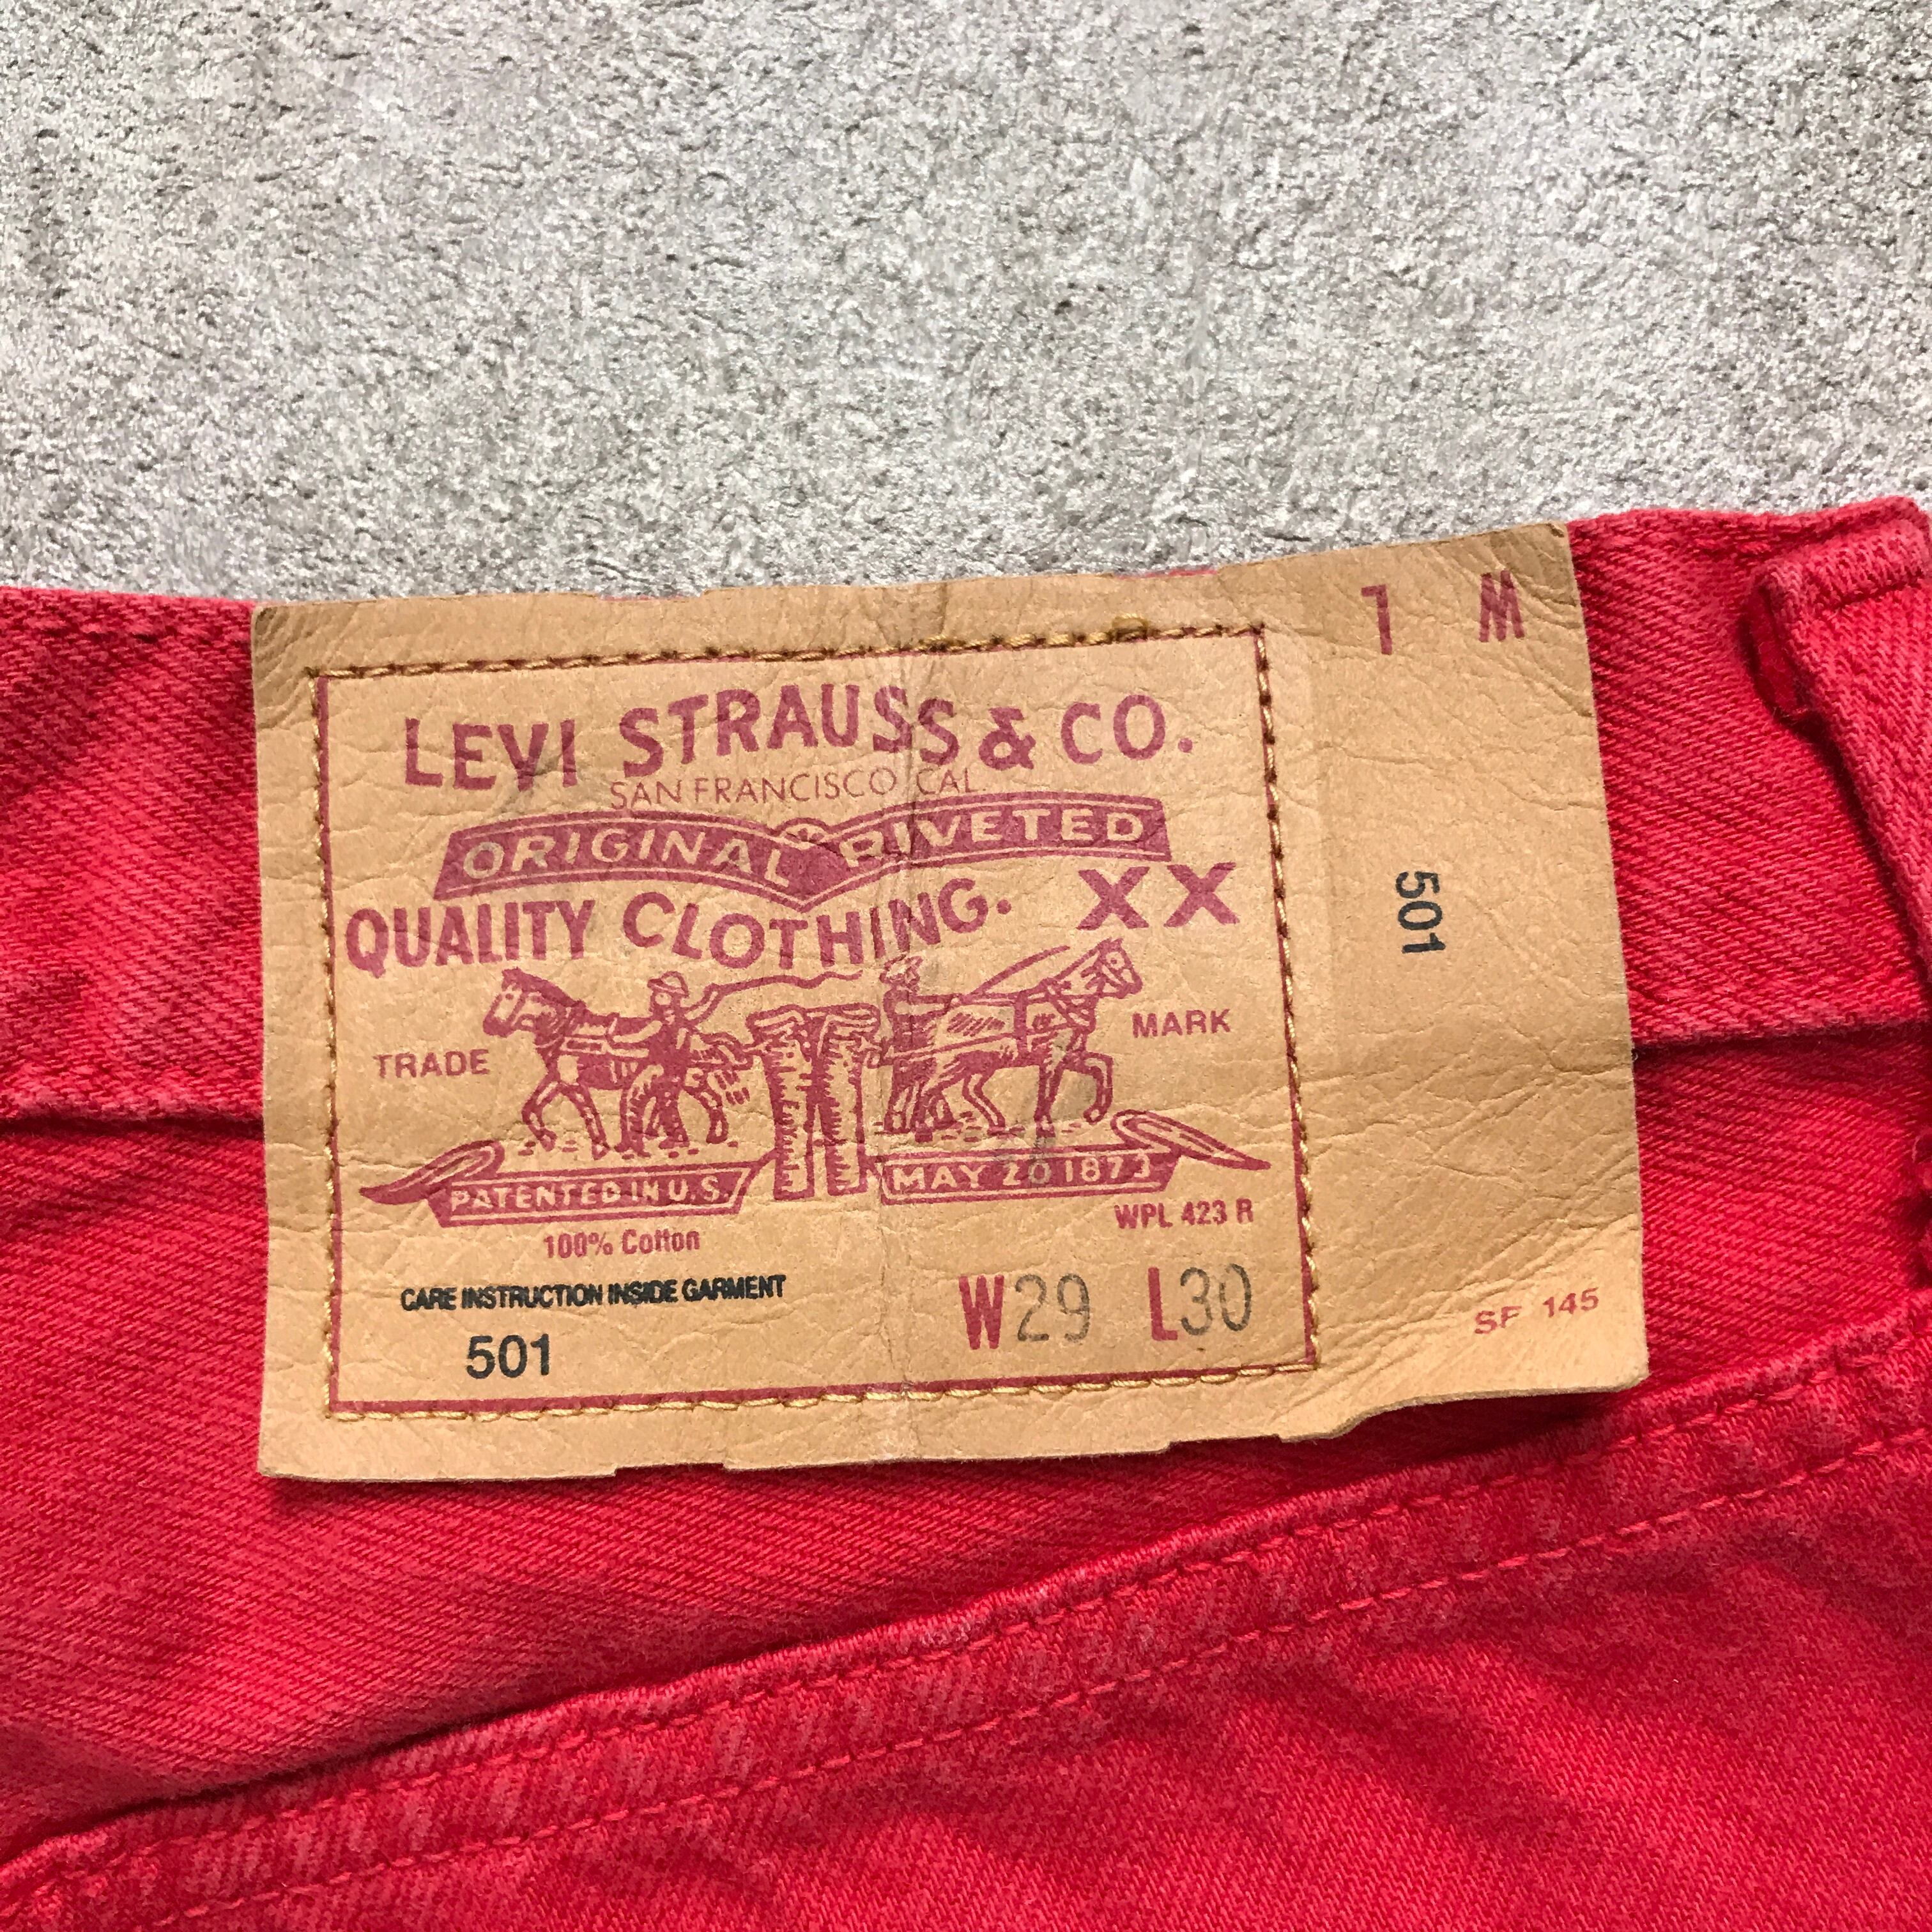 LEVI STRAUSS & CO.
SAN FRANCISCO CAL.
ORIGINAL RIVETED
QUALITY CLOTHING. XX
TRADE MARK
PATENTED IN U.S. MAY 20 1873
WPL 423 R
100% Cotton
CARE INSTRUCTION INSIDE GARMENT
501
W29 L30
501
SF 145